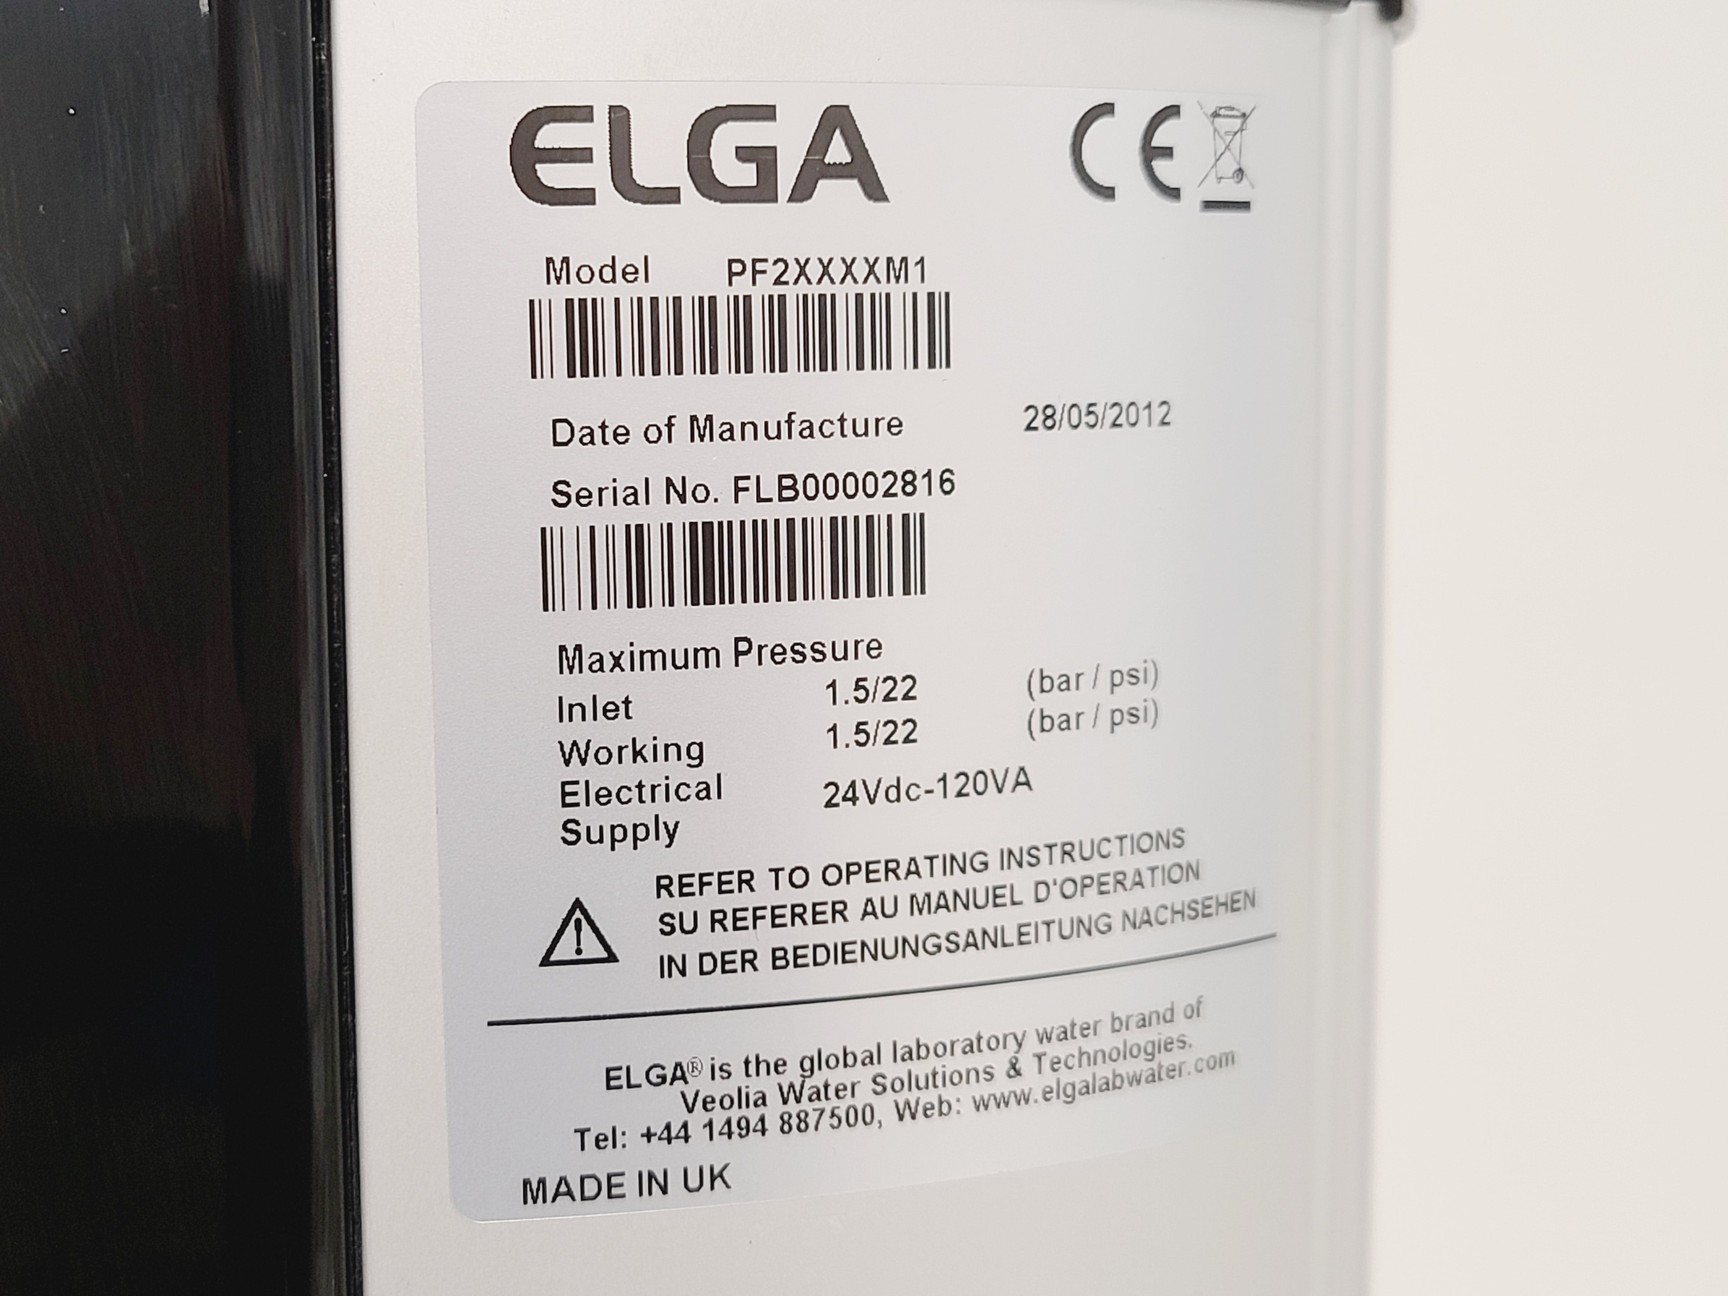 ELGA CE
Model PF2XXXXM1
Date of Manufacture 28/05/2012
Serial No. FLB00002816
Maximum Pressure
Inlet 1.5/22 (bar / psi)
Working 1.5/22 (bar / psi)
Electrical 24Vdc-120VA
Supply
REFER TO OPERATING INSTRUCTIONS
SU REFERER AU MANUEL D'OPERATION
IN DER BEDIENUNGSANLEITUNG NACHSEHEN
ELGA® is the global laboratory water brand of
Veolia Water Solutions & Technologies.
Tel: +44 1494 887500, Web: www.elgalabwater.com
MADE IN UK